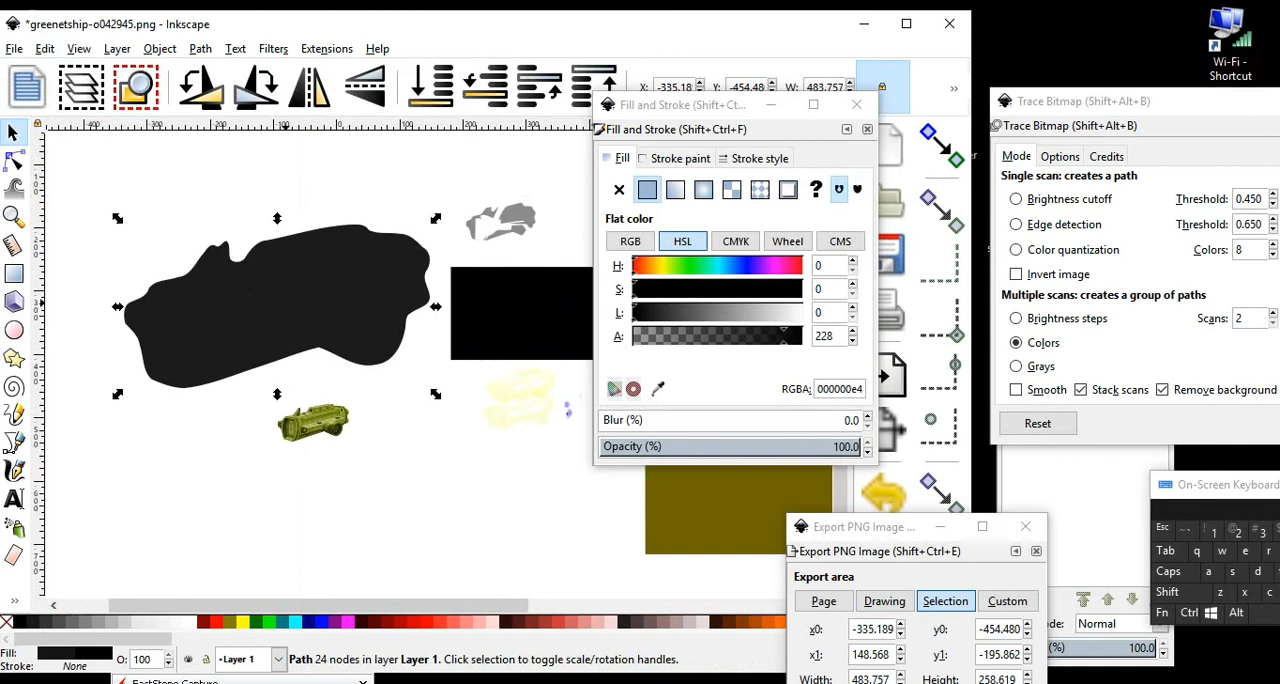 *greenetship-o042945.png - Inkscape
File Edit View Layer Object Path Text Filters Extensions Help
X: -335.18 Y: -454.48 W: 483.757
Wi-Fi -
Shortcut
Fill and Stroke (Shift+Ct...
Fill and Stroke (Shift+Ctrl+F)
Fill Stroke paint Stroke style
Flat color
RGB HSL CMYK Wheel CMS
H: 0
S: 0
L: 0
A: 228
RGBA: 000000e4
Blur (%) 0.0
Opacity (%) 100.0
Trace Bitmap (Shift+Alt+B)
Trace Bitmap (Shift+Alt+B)
Mode Options Credits
Single scan: creates a path
Brightness cutoff Threshold: 0.450
Edge detection Threshold: 0.650
Color quantization Colors: 8
Invert image
Multiple scans: creates a group of paths
Brightness steps Scans: 2
Colors
Grays
Smooth Stack scans Remove background
Reset
On-Screen Keyboard
Esc ~ ` ! 1 @ 2 # 3
Tab q w e r
Caps a s d
Shift z x c
Fn Ctrl Alt
Export PNG Image ...
Export PNG Image (Shift+Ctrl+E)
Export area
Page Drawing Selection Custom
x0: -335.189 y0: -454.480
x1: 148.568 y1: -195.862
Width: 483.757 Height: 258.619
Normal
(%) 100.0
Fill:
Stroke: None
O: 100
Layer 1
Path 24 nodes in layer Layer 1. Click selection to toggle scale/rotation handles.
FastStone Capture